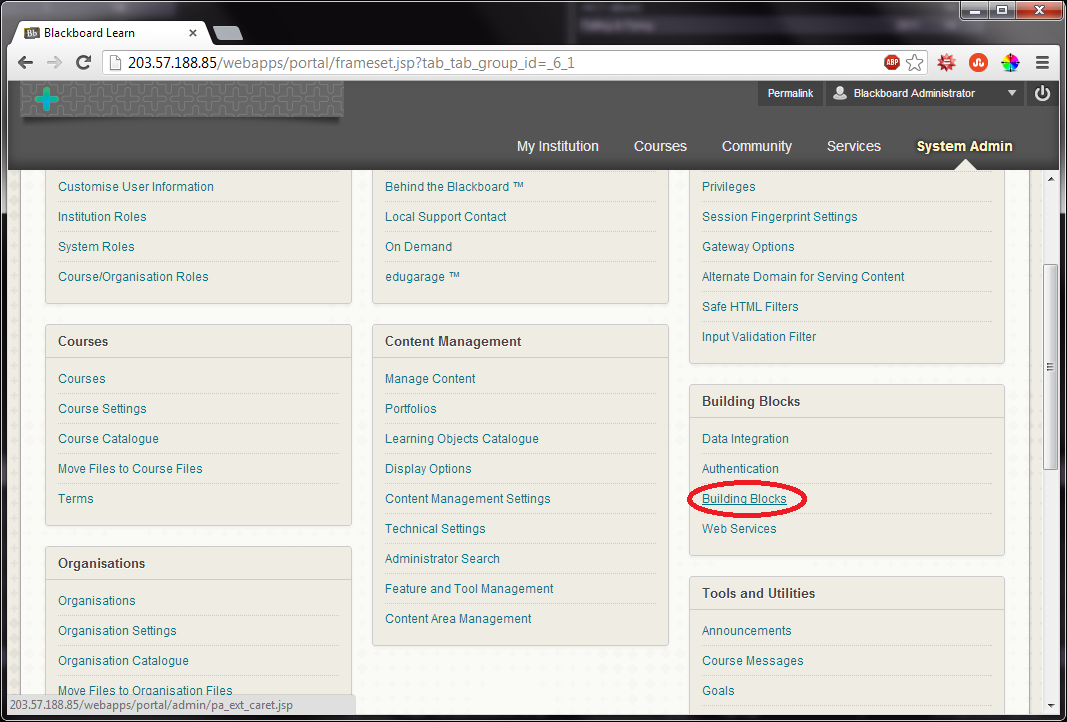 Blackboard Learn
203.57.188.85/webapps/portal/frameset.jsp?tab_tab_group_id=_6_1
ABP
Permalink
Blackboard Administrator
My Institution
Courses
Community
Services
System Admin
Customise User Information
Institution Roles
System Roles
Course/Organisation Roles
Courses
Courses
Course Settings
Course Catalogue
Move Files to Course Files
Terms
Organisations
Organisations
Organisation Settings
Organisation Catalogue
Move Files to Organisation Files
Behind the Blackboard ™
Local Support Contact
On Demand
edugarage ™
Content Management
Manage Content
Portfolios
Learning Objects Catalogue
Display Options
Content Management Settings
Technical Settings
Administrator Search
Feature and Tool Management
Content Area Management
Privileges
Session Fingerprint Settings
Gateway Options
Alternate Domain for Serving Content
Safe HTML Filters
Input Validation Filter
Building Blocks
Data Integration
Authentication
Building Blocks
Web Services
Tools and Utilities
Announcements
Course Messages
Goals
203.57.188.85/webapps/portal/admin/pa_ext_caret.jsp